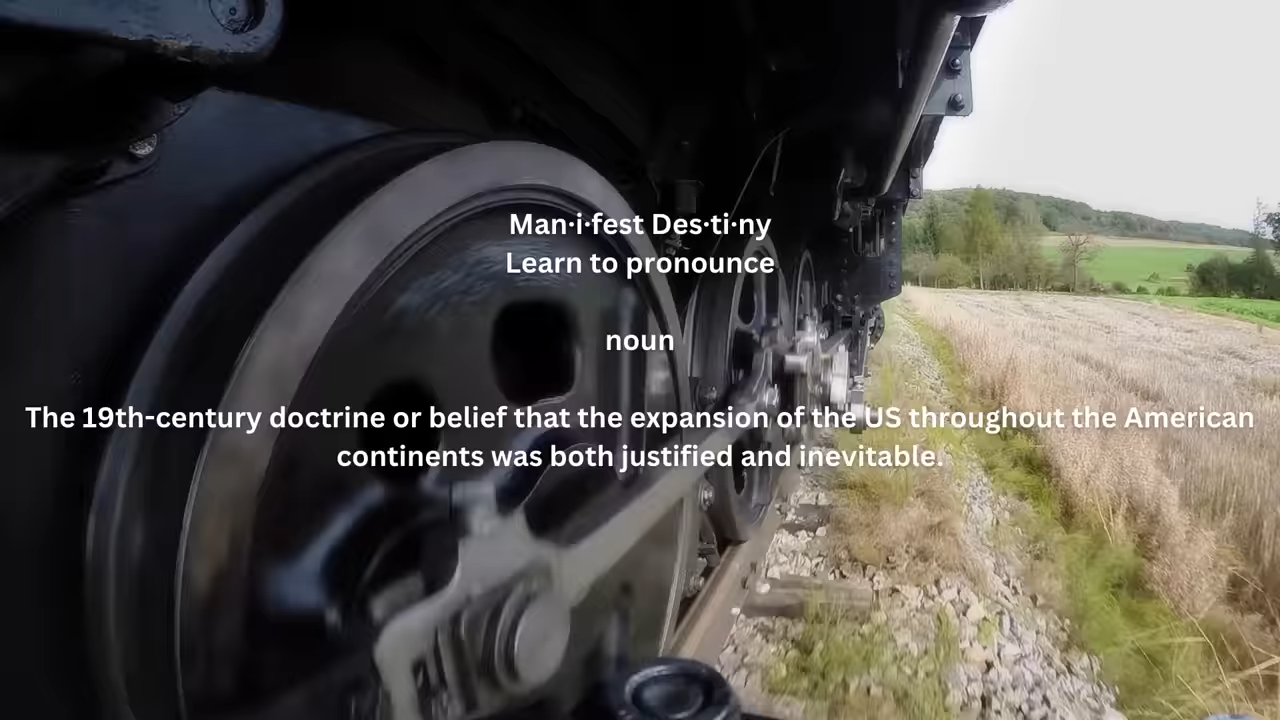 Man·i·fest Des·ti·ny
Learn to pronounce
noun
The 19th-century doctrine or belief that the expansion of the US throughout the American
continents was both justified and inevitable.